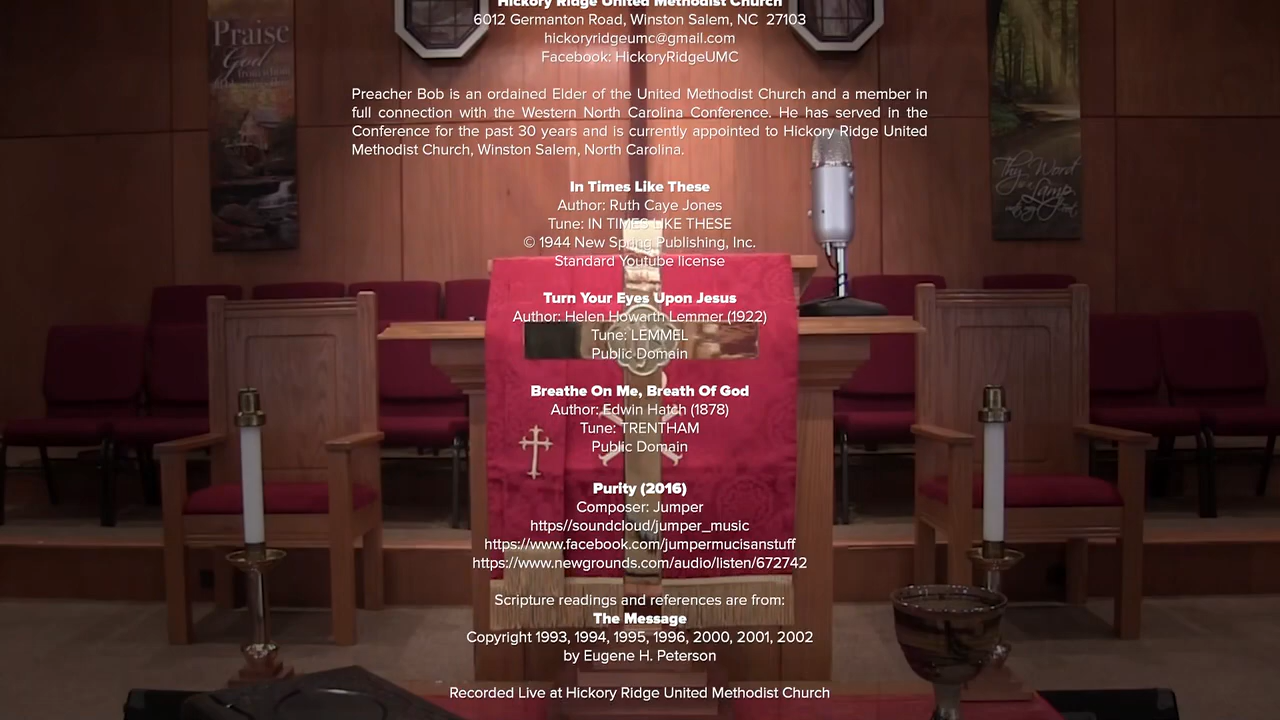 Hickory Ridge United Methodist Church
6012 Germanton Road, Winston Salem, NC  27103
hickoryridgeumc@gmail.com
Facebook: HickoryRidgeUMC
Preacher Bob is an ordained Elder of the United Methodist Church and a member in
full connection with the Western North Carolina Conference. He has served in the
Conference for the past 30 years and is currently appointed to Hickory Ridge United
Methodist Church, Winston Salem, North Carolina.
In Times Like These
Author: Ruth Caye Jones
Tune: IN TIMES LIKE THESE
© 1944 New Spring Publishing, Inc.
Standard Youtube license
Turn Your Eyes Upon Jesus
Author: Helen Howarth Lemmer (1922)
Tune: LEMMEL
Public Domain
Breathe On Me, Breath Of God
Author: Edwin Hatch (1878)
Tune: TRENTHAM
Public Domain
Purity (2016)
Composer: Jumper
https//soundcloud/jumper_music
https://www.facebook.com/jumpermucisanstuff
https://www.newgrounds.com/audio/listen/672742
Scripture readings and references are from:
The Message
Copyright 1993, 1994, 1995, 1996, 2000, 2001, 2002
by Eugene H. Peterson
Recorded Live at Hickory Ridge United Methodist Church
Praise
God
Thy Word
is a
Lamp